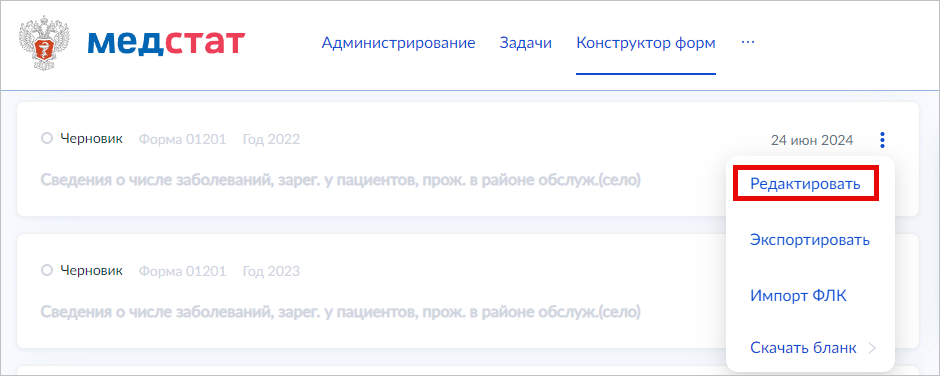 медстат
Администрирование Задачи Конструктор форм ...
Черновик Форма 01201 Год 2022 24 июн 2024
Сведения о числе заболеваний, зарег. у пациентов, прож. в районе обслуж.(село)
Редактировать
Экспортировать
Черновик Форма 01201 Год 2023
Сведения о числе заболеваний, зарег. у пациентов, прож. в районе обслуж.(село)
Импорт ФЛК
Скачать бланк